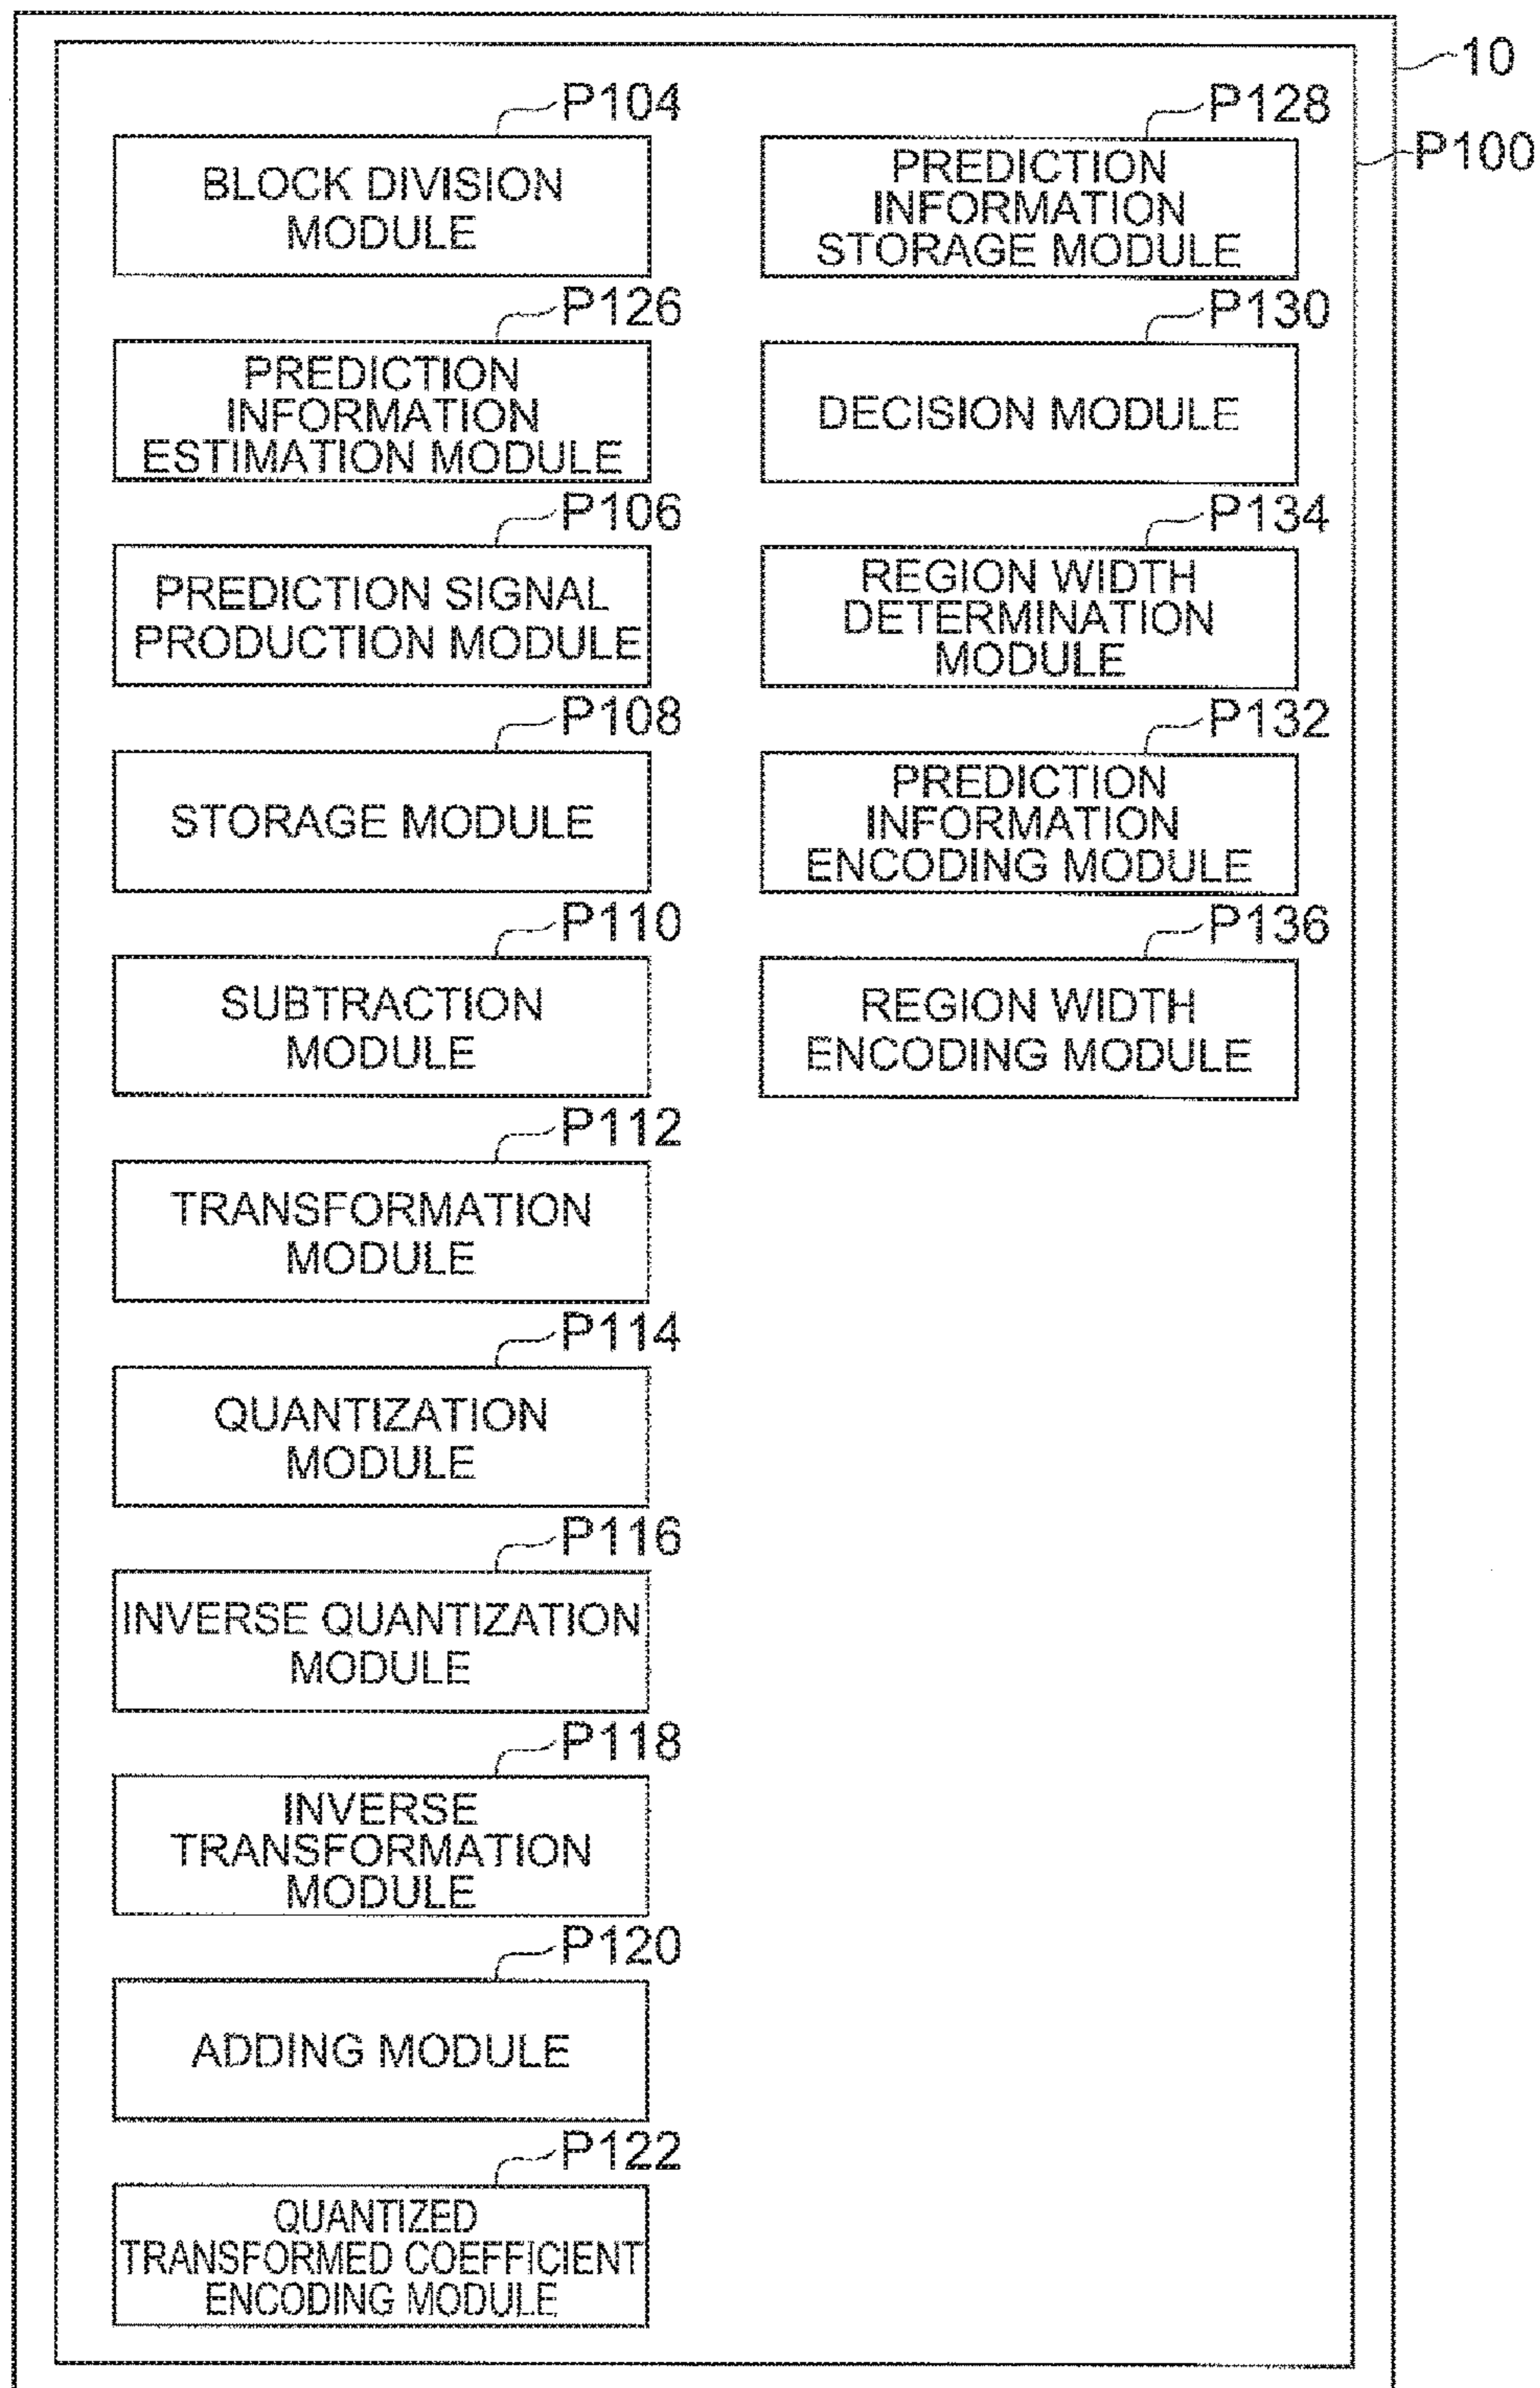 10
P100
P104
BLOCK DIVISION
MODULE
P126
PREDICTION
INFORMATION
ESTIMATION MODULE
P106
PREDICTION SIGNAL
PRODUCTION MODULE
P108
STORAGE MODULE
P110
SUBTRACTION
MODULE
P112
TRANSFORMATION
MODULE
P114
QUANTIZATION
MODULE
P116
INVERSE QUANTIZATION
MODULE
P118
INVERSE
TRANSFORMATION
MODULE
P120
ADDING MODULE
P122
QUANTIZED
TRANSFORMED COEFFICIENT
ENCODING MODULE
P128
PREDICTION
INFORMATION
STORAGE MODULE
P130
DECISION MODULE
P134
REGION WIDTH
DETERMINATION
MODULE
P132
PREDICTION
INFORMATION
ENCODING MODULE
P136
REGION WIDTH
ENCODING MODULE